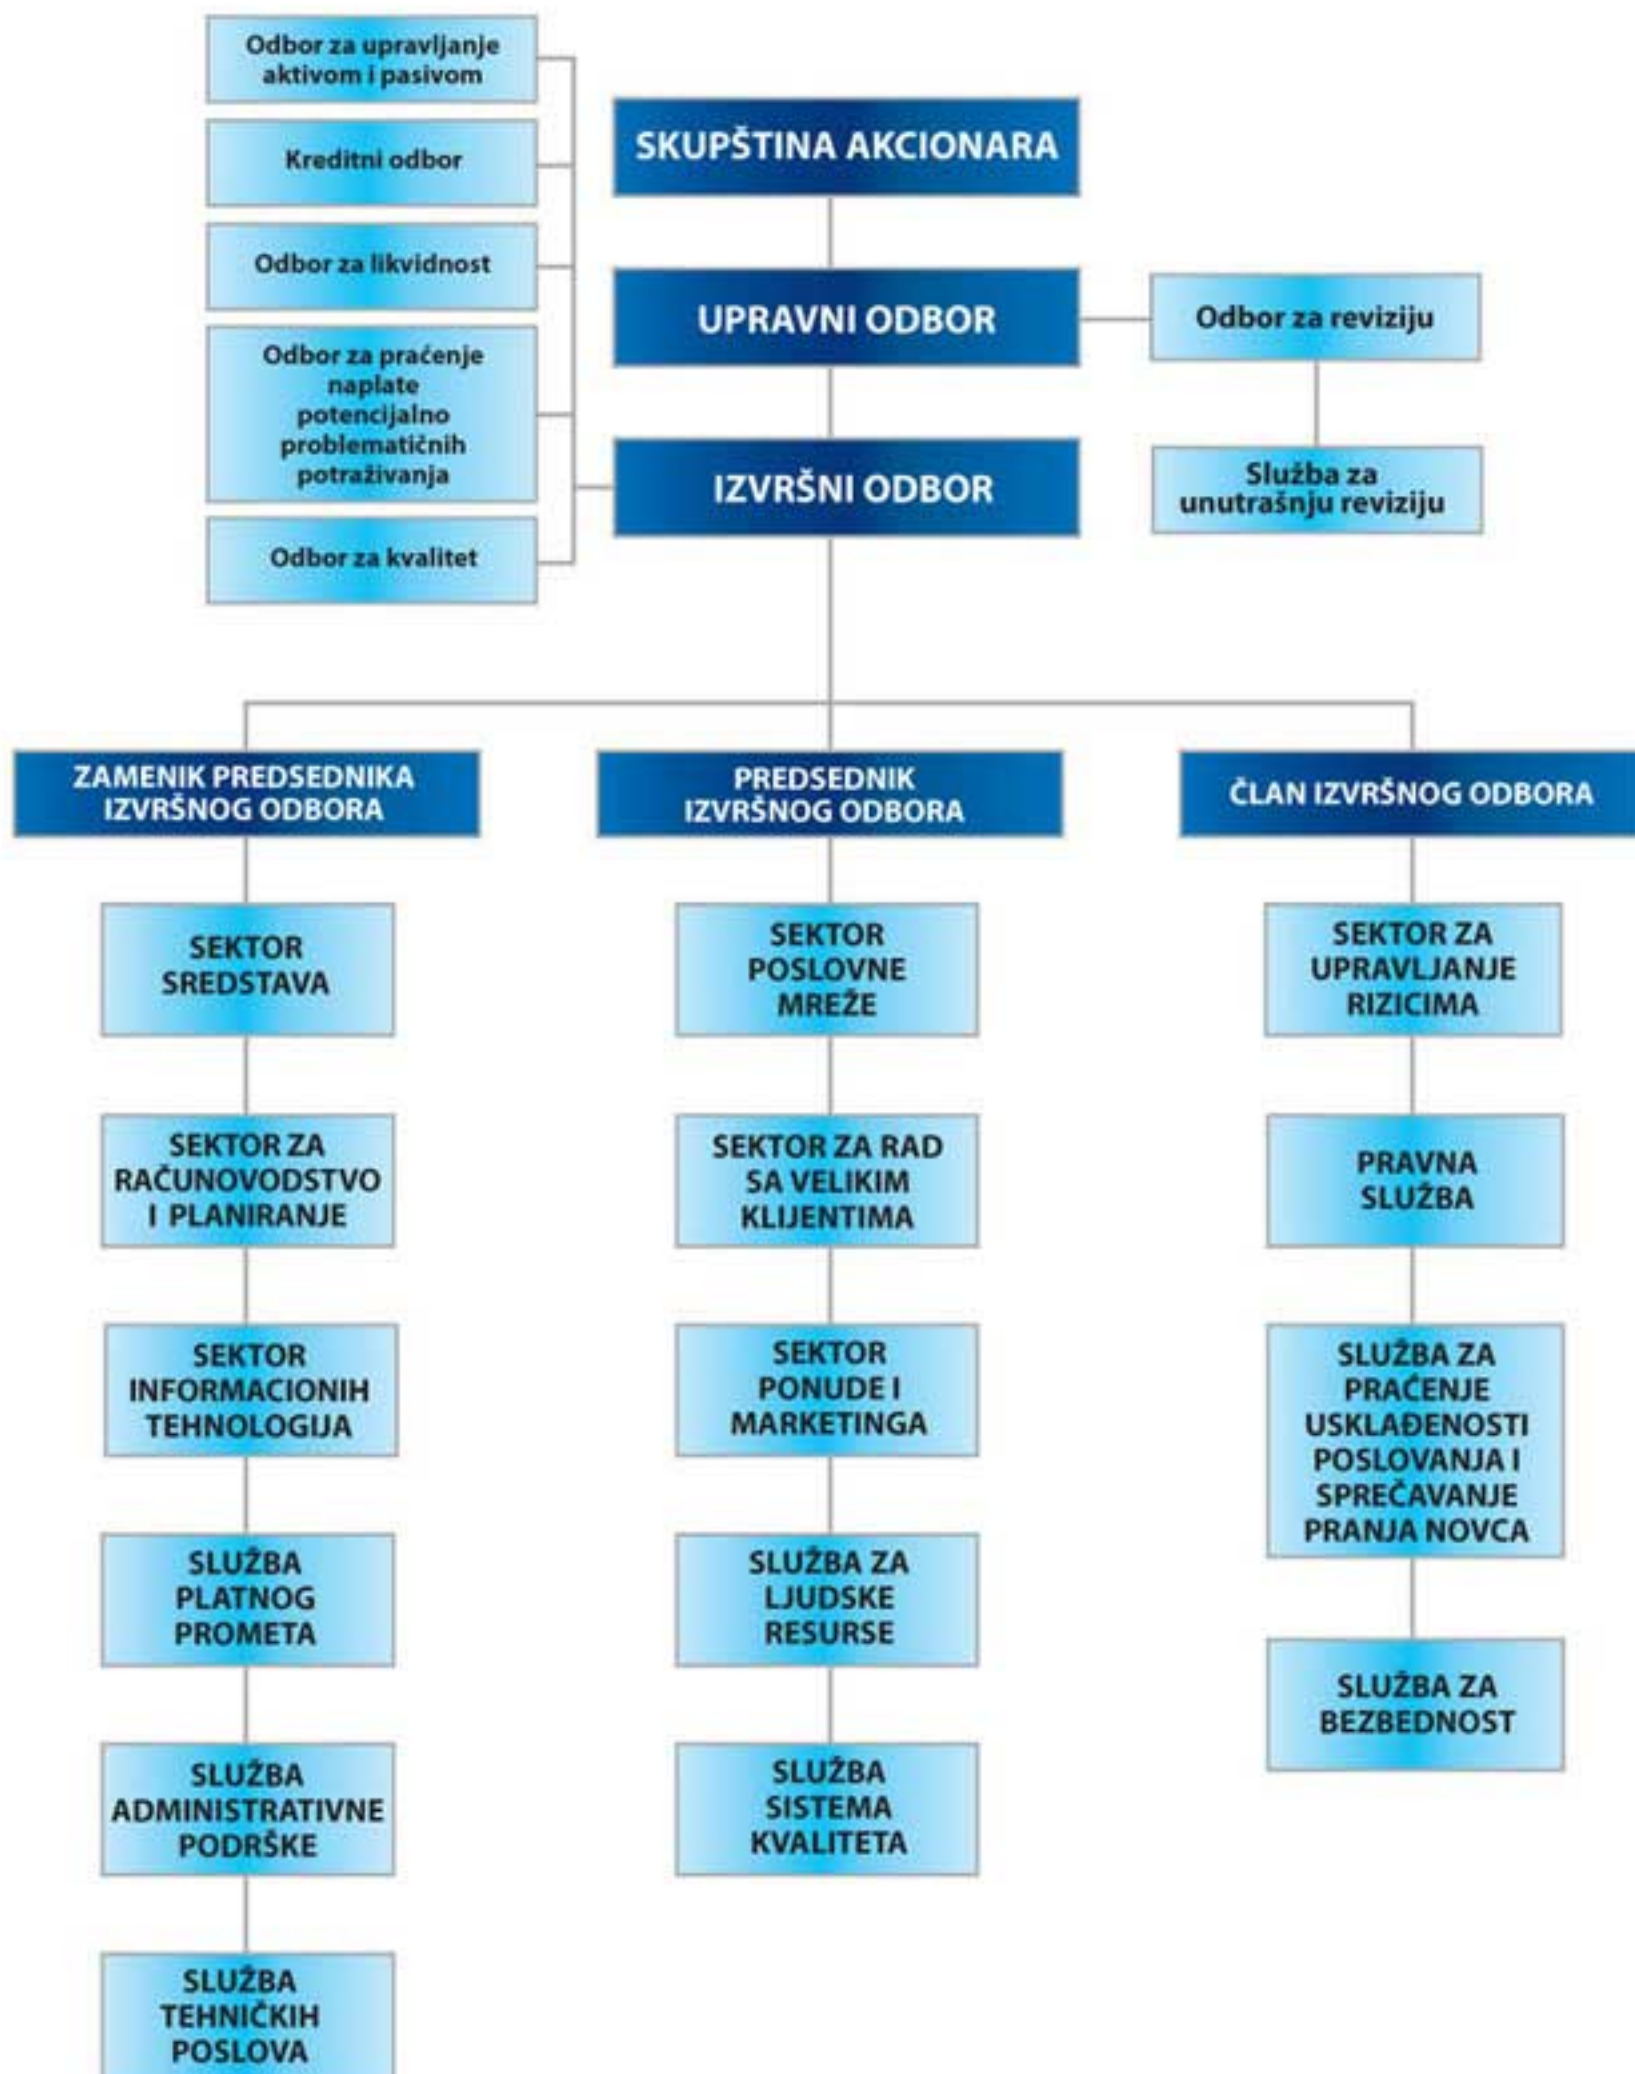 Odbor za upravljanje
aktivom i pasivom
Kreditni odbor
Odbor za likvidnost
Odbor za praćenje
naplate
potencijalno
problematičnih
potraživanja
Odbor za kvalitet
SKUPŠTINA AKCIONARA
UPRAVNI ODBOR
IZVRŠNI ODBOR
Odbor za reviziju
Služba za
unutrašnju reviziju
ZAMENIK PREDSEDNIKA
IZVRŠNOG ODBORA
SEKTOR
SREDSTAVA
SEKTOR ZA
RAČUNOVODSTVO
I PLANIRANJE
SEKTOR
INFORMACIONIH
TEHNOLOGIJA
SLUŽBA
PLATNOG
PROMETA
SLUŽBA
ADMINISTRATIVNE
PODRŠKE
SLUŽBA
TEHNIČKIH
POSLOVA
PREDSEDNIK
IZVRŠNOG ODBORA
SEKTOR
POSLOVNE
MREŽE
SEKTOR ZA RAD
SA VELIKIM
KLIJENTIMA
SEKTOR
PONUDE I
MARKETINGA
SLUŽBA ZA
LJUDSKE
RESURSE
SLUŽBA
SISTEMA
KVALITETA
ČLAN IZVRŠNOG ODBORA
SEKTOR ZA
UPRAVLJANJE
RIZICIMA
PRAVNA
SLUŽBA
SLUŽBA ZA
PRAĆENJE
USKLAĐENOSTI
POSLOVANJA I
SPREČAVANJE
PRANJA NOVCA
SLUŽBA ZA
BEZBEDNOST